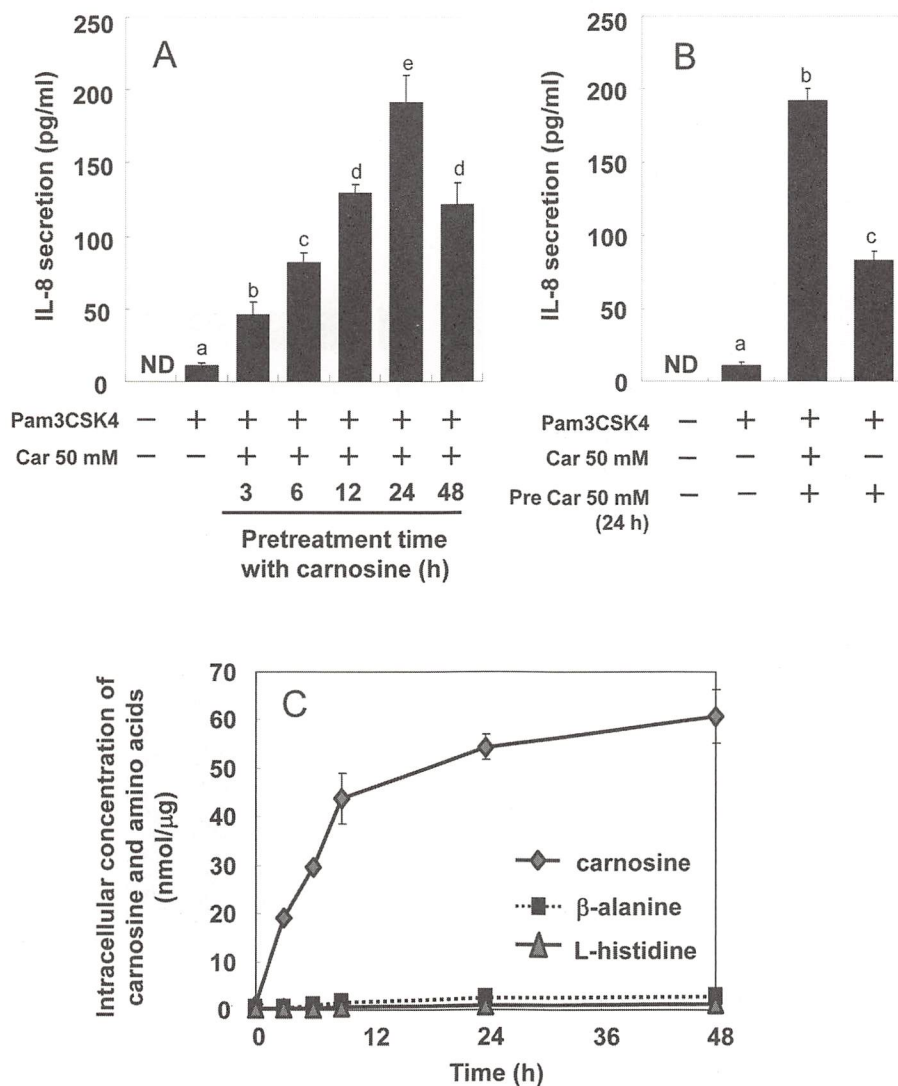 A
IL-8 secretion (pg/ml)
250
200
150
100
50
0
ND
a
b
c
d
e
d
Pam3CSK4 − + + + + + +
Car 50 mM − − + + + + +
3 6 12 24 48
Pretreatment time
with carnosine (h)
B
IL-8 secretion (pg/ml)
250
200
150
100
50
0
ND
a
b
c
Pam3CSK4 − + + +
Car 50 mM − − + −
Pre Car 50 mM − − + +
(24 h)
C
Intracellular concentration of
carnosine and amino acids
(nmol/μg)
70
60
50
40
30
20
10
0
carnosine
β-alanine
L-histidine
0 12 24 36 48
Time (h)